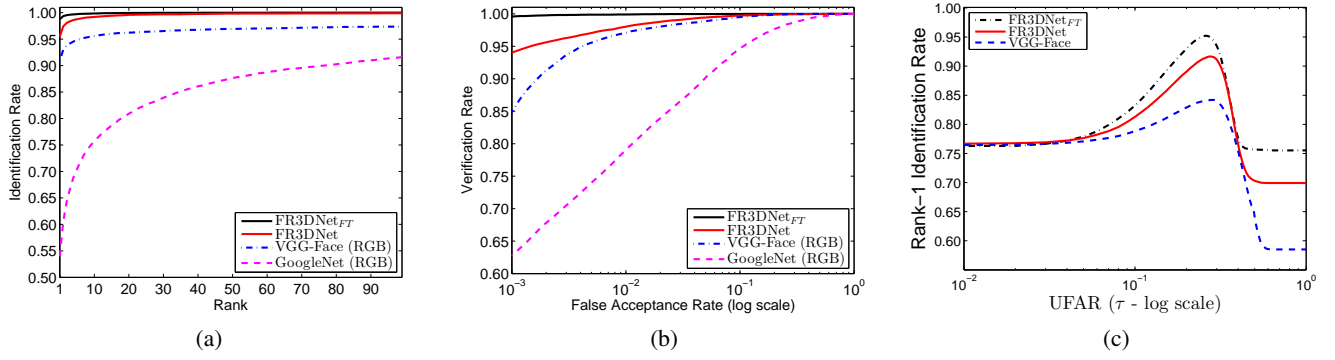 1.00
0.95
0.90
0.85
0.80
0.75
0.70
0.65
0.60
0.55
0.50
Identification Rate
1 10 20 30 40 50 60 70 80 90
Rank
FR3DNet_FT
FR3DNet
VGG-Face (RGB)
GoogleNet (RGB)
(a)
1.00
0.95
0.90
0.85
0.80
0.75
0.70
0.65
0.60
Verification Rate
10^-3 10^-2 10^-1 10^0
False Acceptance Rate (log scale)
FR3DNet_FT
FR3DNet
VGG-Face (RGB)
GoogleNet (RGB)
(b)
FR3DNet_FT
FR3DNet
VGG-Face
1.00
0.95
0.90
0.85
0.80
0.75
0.70
0.65
0.60
Rank−1 Identification Rate
10^-2 10^-1 10^0
UFAR (τ - log scale)
(c)